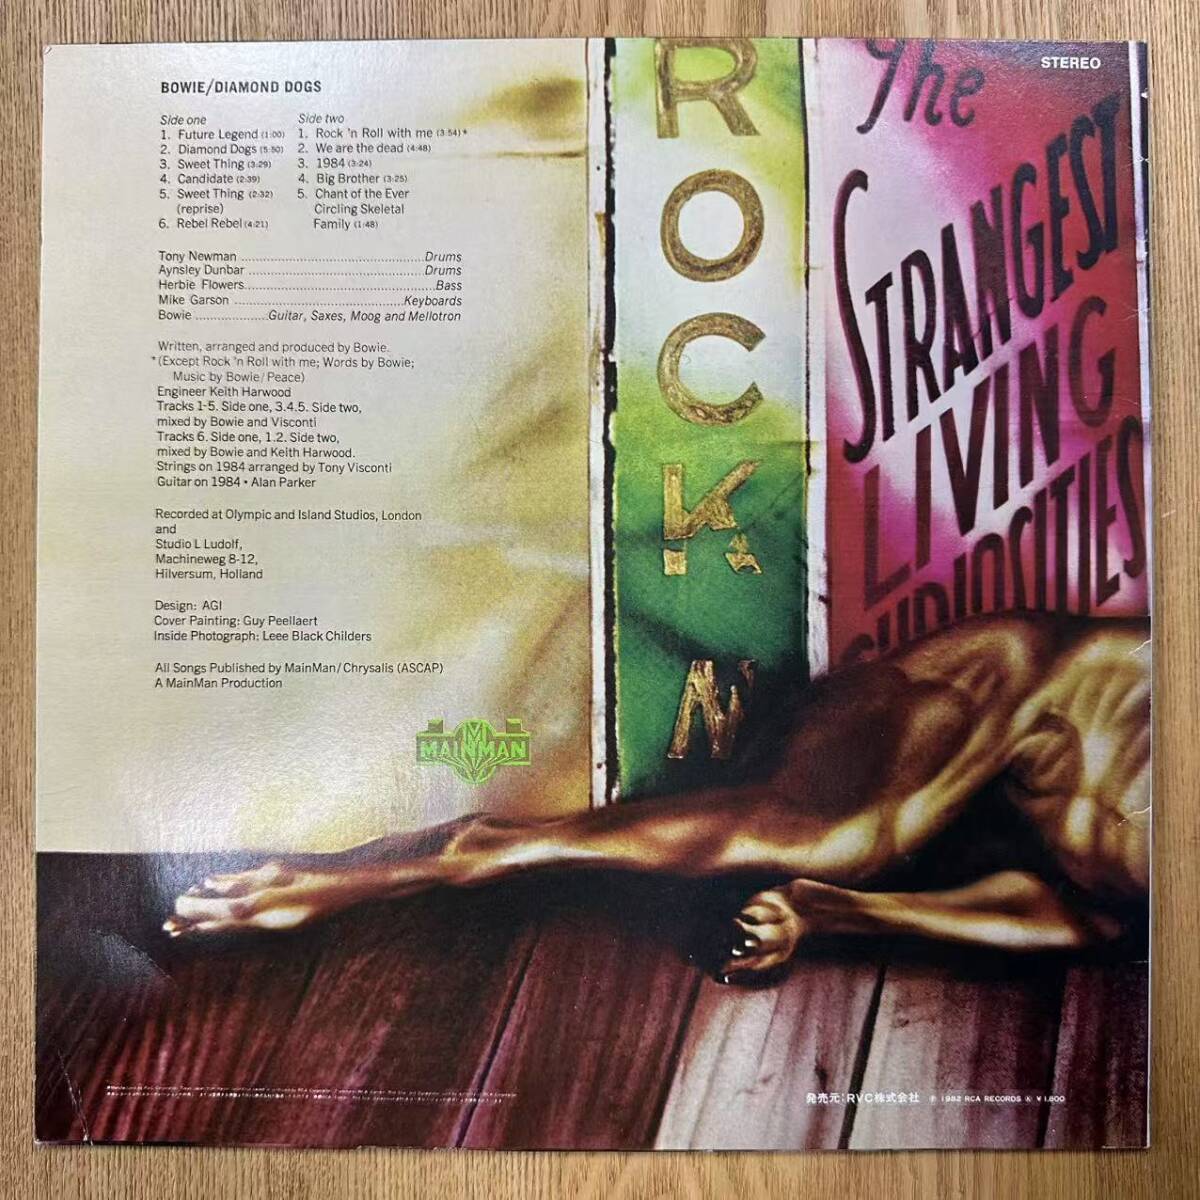 BOWIE/DIAMOND DOGS
Side one
1. Future Legend (1:00)
2. Diamond Dogs (5:50)
3. Sweet Thing (3:29)
4. Candidate (2:39)
5. Sweet Thing (2:32)
(reprise)
6. Rebel Rebel (4:21)
Side two
1. Rock 'n Roll with me (3:54)*
2. We are the dead (4:48)
3. 1984 (3:24)
4. Big Brother (3:25)
5. Chant of the Ever
Circling Skeletal
Family (1:48)
Tony Newman ........ Drums
Aynsley Dunbar ........ Drums
Herbie Flowers ........ Bass
Mike Garson ........ Keyboards
Bowie ........ Guitar, Saxes, Moog and Mellotron
Written, arranged and produced by Bowie.
*(Except Rock 'n Roll with me; Words by Bowie;
Music by Bowie/Peace)
Engineer Keith Harwood
Tracks 1-5. Side one, 3.4.5. Side two,
mixed by Bowie and Visconti
Tracks 6. Side one, 1.2. Side two,
mixed by Bowie and Keith Harwood.
Strings on 1984 arranged by Tony Visconti
Guitar on 1984 • Alan Parker
Recorded at Olympic and Island Studios, London
and
Studio L Ludolf,
Machineweg 8-12,
Hilversum, Holland
Design: AGI
Cover Painting: Guy Peellaert
Inside Photograph: Leee Black Childers
All Songs Published by MainMan/Chrysalis (ASCAP)
A MainMan Production
M
MAINMAN
ROCK N
STEREO
The
STRANGEST
LIVING
CURIOSITIES
CURIOSITIES
発売元:RVC株式会社 ℗ 1982 RCA RECORDS Ⓐ ¥1,800